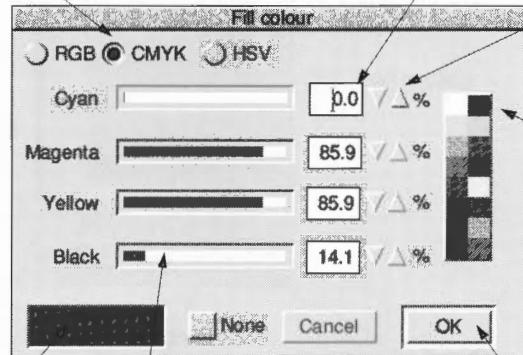 Fill colour
RGB CMYK HSV
Cyan 0.0 %
Magenta 85.9 %
Yellow 85.9 %
Black 14.1 %
None Cancel OK